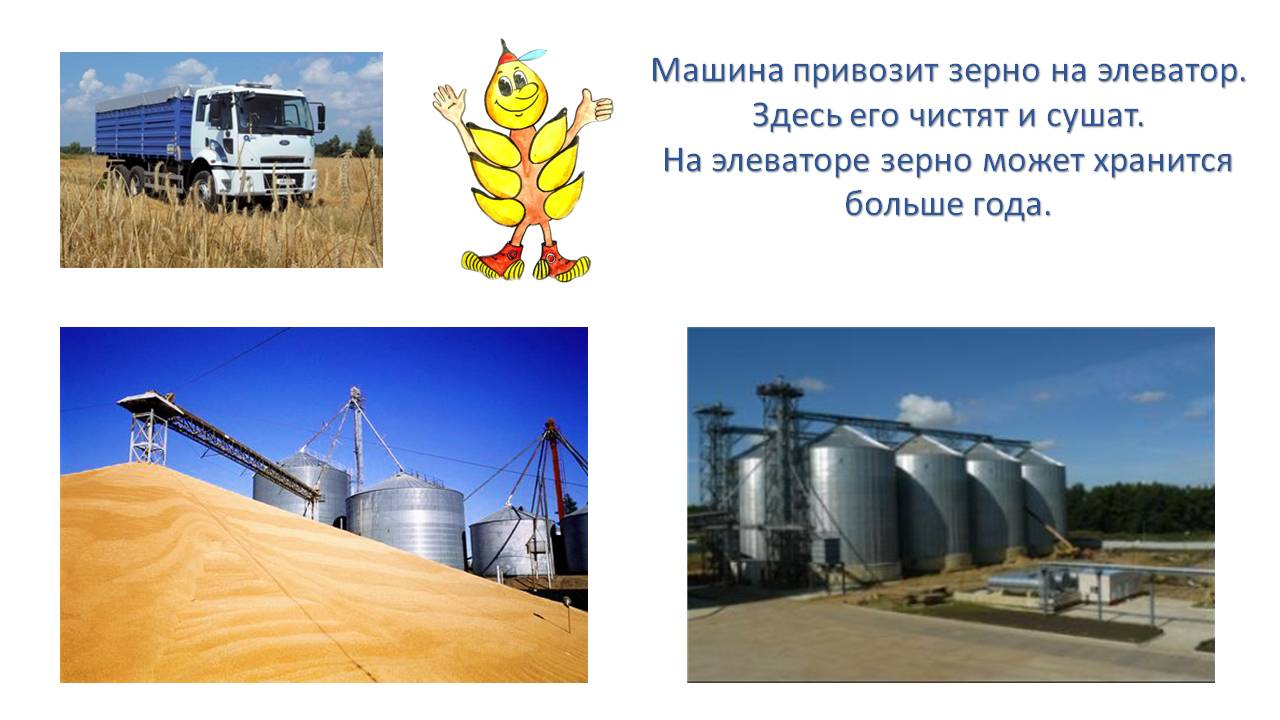 Машина привозит зерно на элеватор.
Здесь его чистят и сушат.
На элеваторе зерно может хранится
больше года.